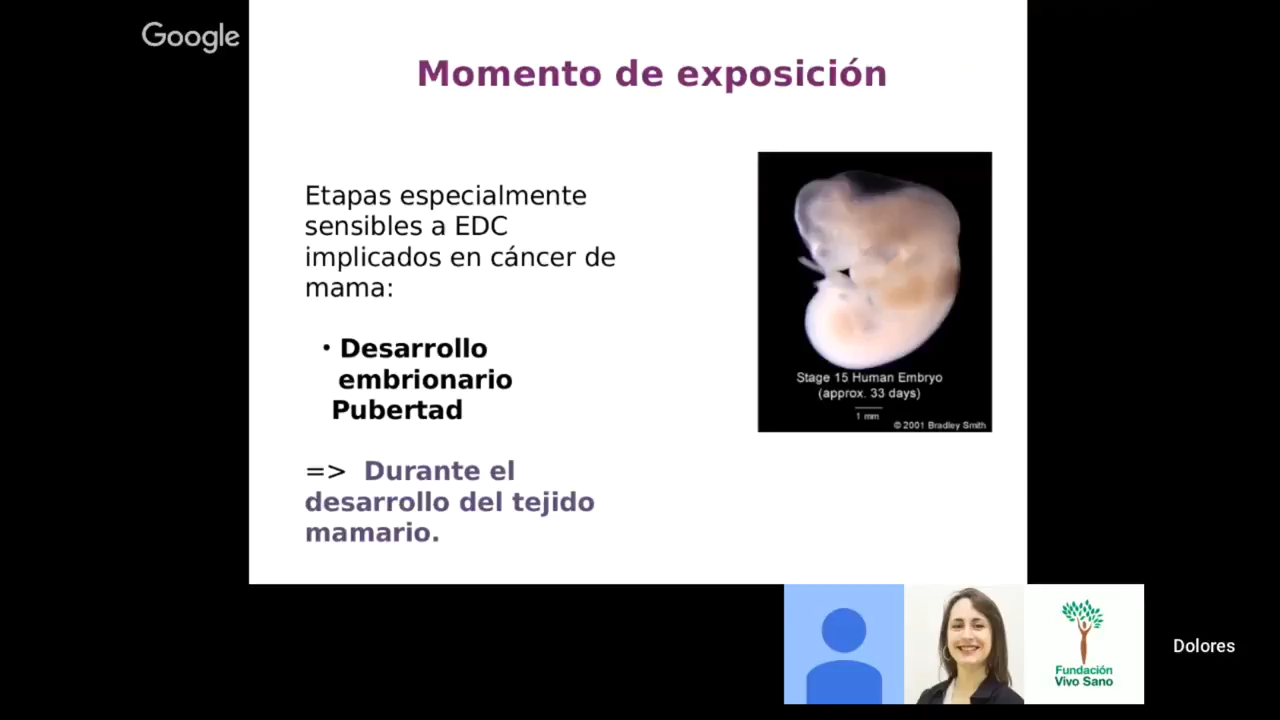 Google
Momento de exposición
Etapas especialmente
sensibles a EDC
implicados en cáncer de
mama:
• Desarrollo
embrionario
Pubertad
=> Durante el
desarrollo del tejido
mamario.
Stage 15 Human Embryo
(approx. 33 days)
1 mm
© 2001 Bradley Smith
Fundación
Vivo Sano
Dolores